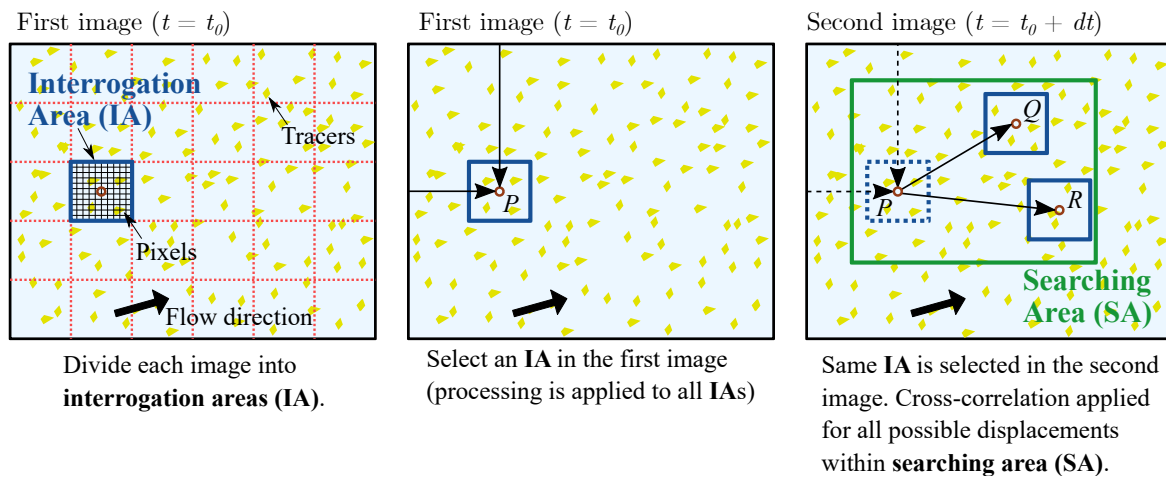 First image (t = t₀)
Interrogation
Area (IA)
Tracers
Pixels
Flow direction
Divide each image into
interrogation areas (IA).
First image (t = t₀)
P
Select an IA in the first image
(processing is applied to all IAs)
Second image (t = t₀ + dt)
Q
P
R
Searching
Area (SA)
Same IA is selected in the second
image. Cross-correlation applied
for all possible displacements
within searching area (SA).